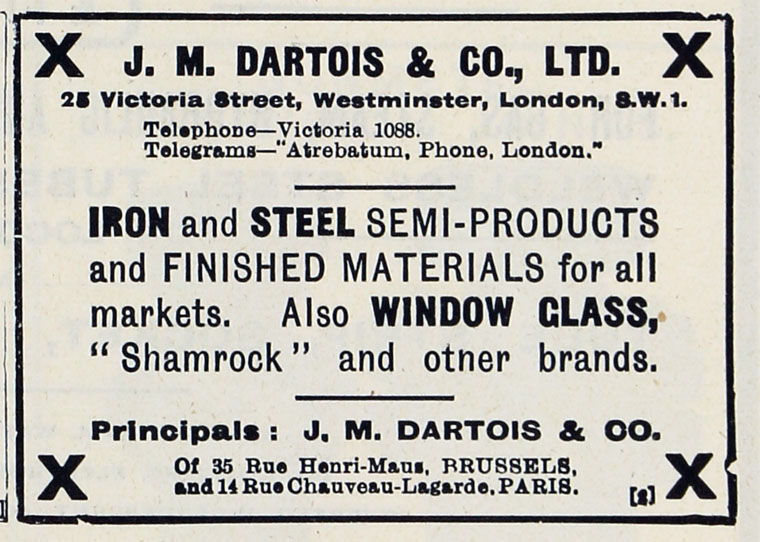 X J. M. DARTOIS & CO., LTD. X
25 Victoria Street, Westminster, London, S.W.1.
Telephone—Victoria 1088.
Telegrams—"Atrebatum, Phone, London."
IRON and STEEL SEMI-PRODUCTS
and FINISHED MATERIALS for all
markets. Also WINDOW GLASS,
"Shamrock" and other brands.
Principals: J. M. DARTOIS & CO.
Of 35 Rue Henri-Maus, BRUSSELS,
and 14 Rue Chauveau-Lagarde, PARIS.
X [2] X